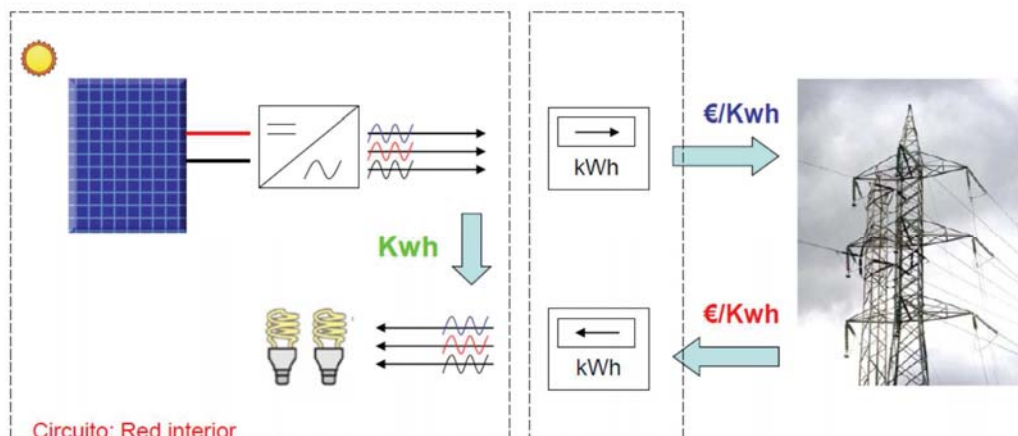 €/Kwh
kWh
Kwh
€/Kwh
kWh
Circuito: Red interior